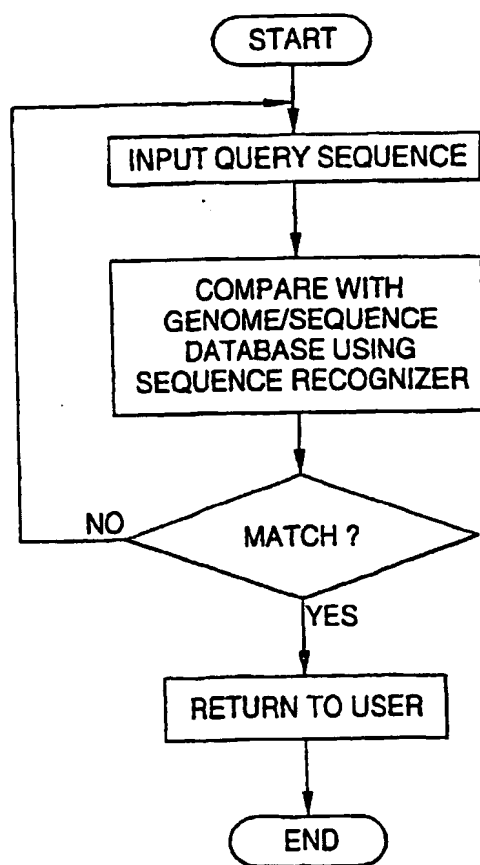 START
INPUT QUERY SEQUENCE
COMPARE WITH
GENOME/SEQUENCE
DATABASE USING
SEQUENCE RECOGNIZER
MATCH ?
NO
YES
RETURN TO USER
END